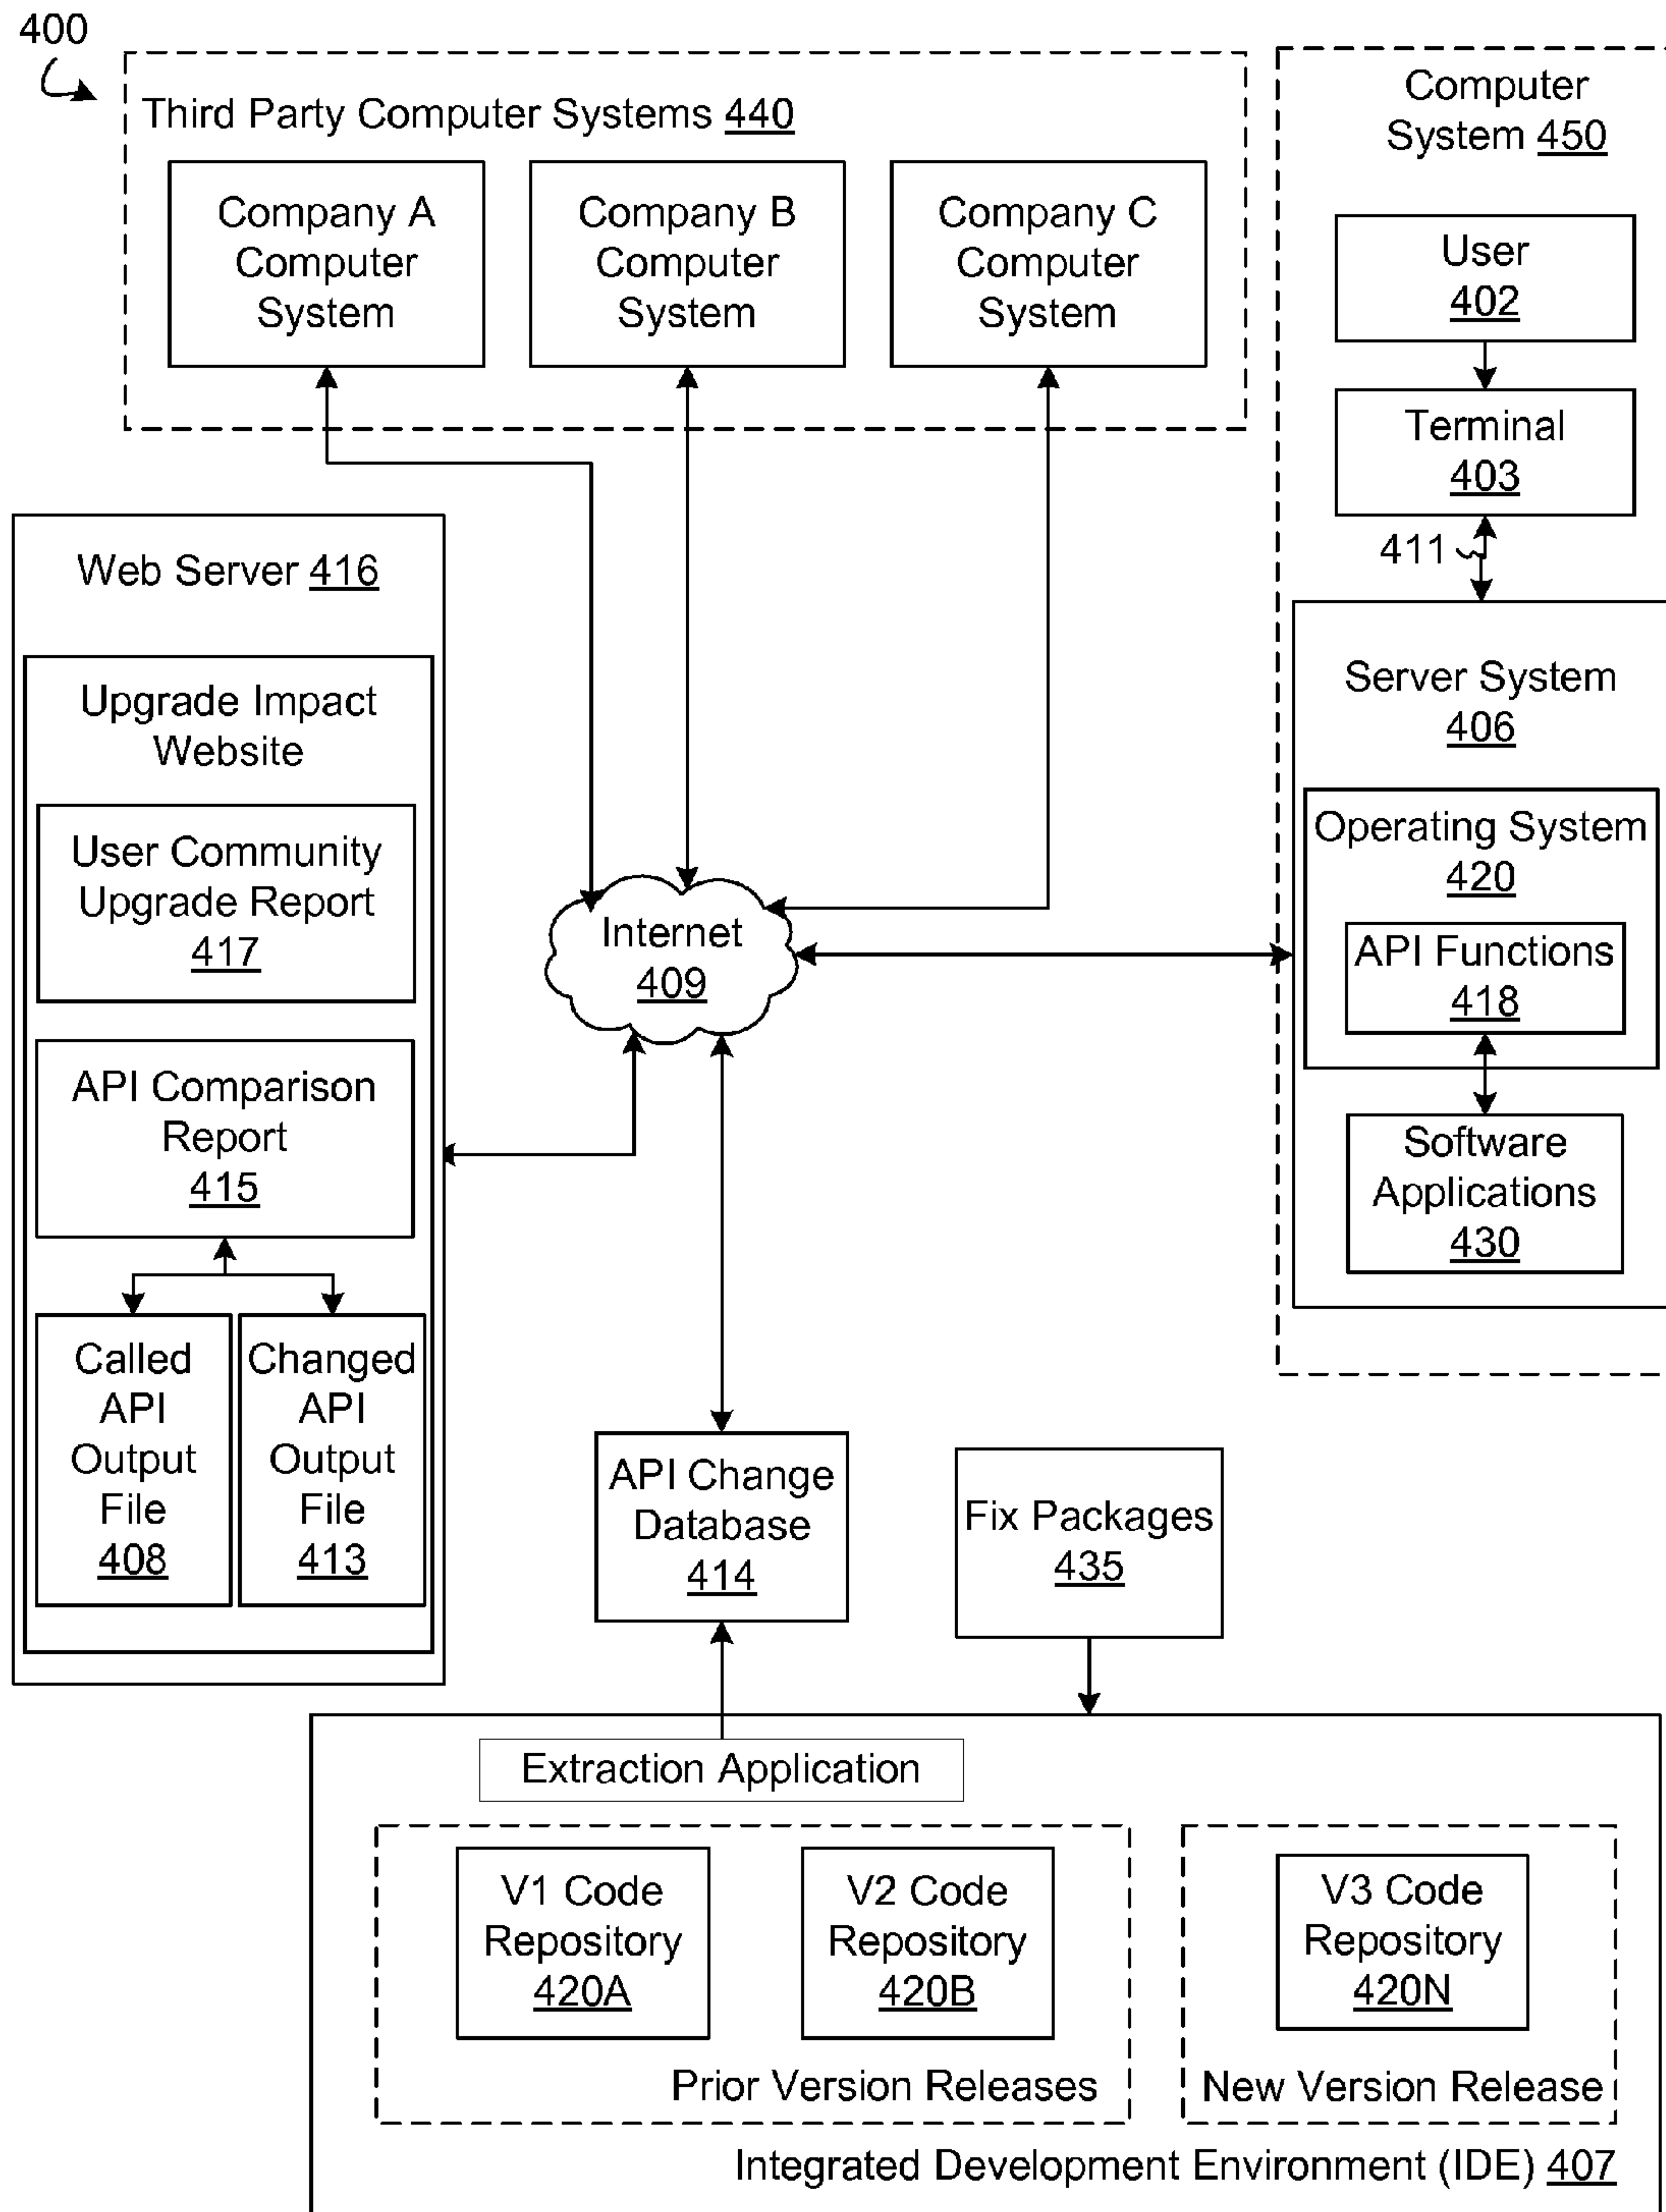 400
Third Party Computer Systems 440
Company A
Computer
System
Company B
Computer
System
Company C
Computer
System
Computer
System 450
User
402
Terminal
403
411
Server System
406
Operating System
420
API Functions
418
Software
Applications
430
Web Server 416
Upgrade Impact
Website
User Community
Upgrade Report
417
API Comparison
Report
415
Called
API
Output
File
408
Changed
API
Output
File
413
Internet
409
API Change
Database
414
Fix Packages
435
Extraction Application
V1 Code
Repository
420A
V2 Code
Repository
420B
Prior Version Releases
V3 Code
Repository
420N
New Version Release
Integrated Development Environment (IDE) 407